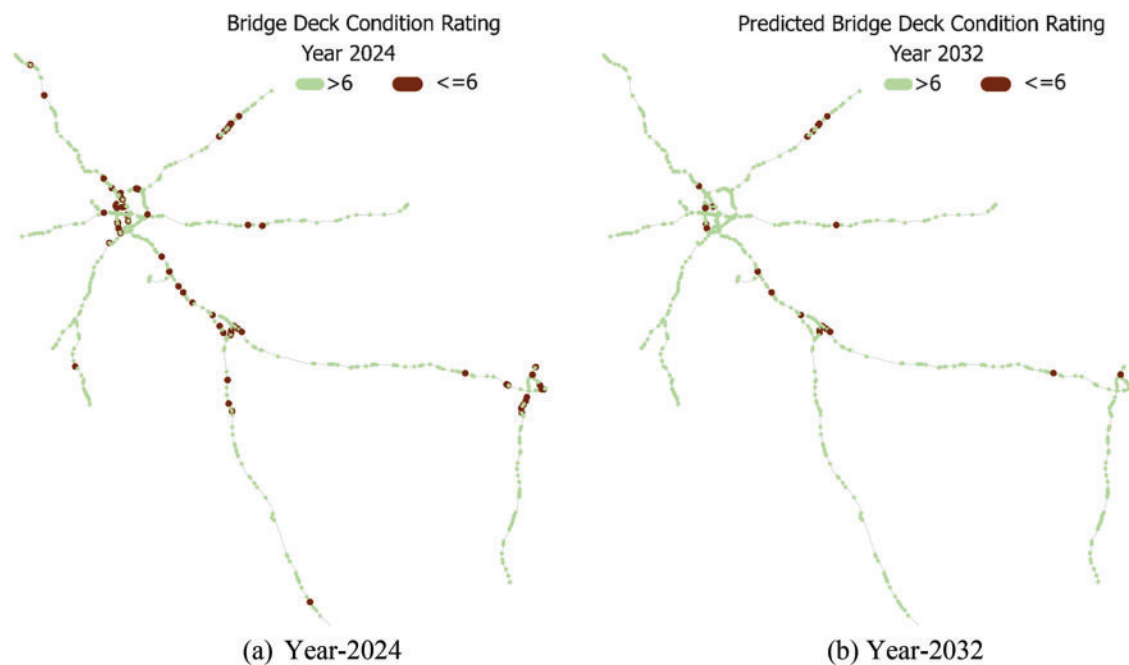 Bridge Deck Condition Rating
Year 2024
>6 <=6
(a) Year-2024
Predicted Bridge Deck Condition Rating
Year 2032
>6 <=6
(b) Year-2032